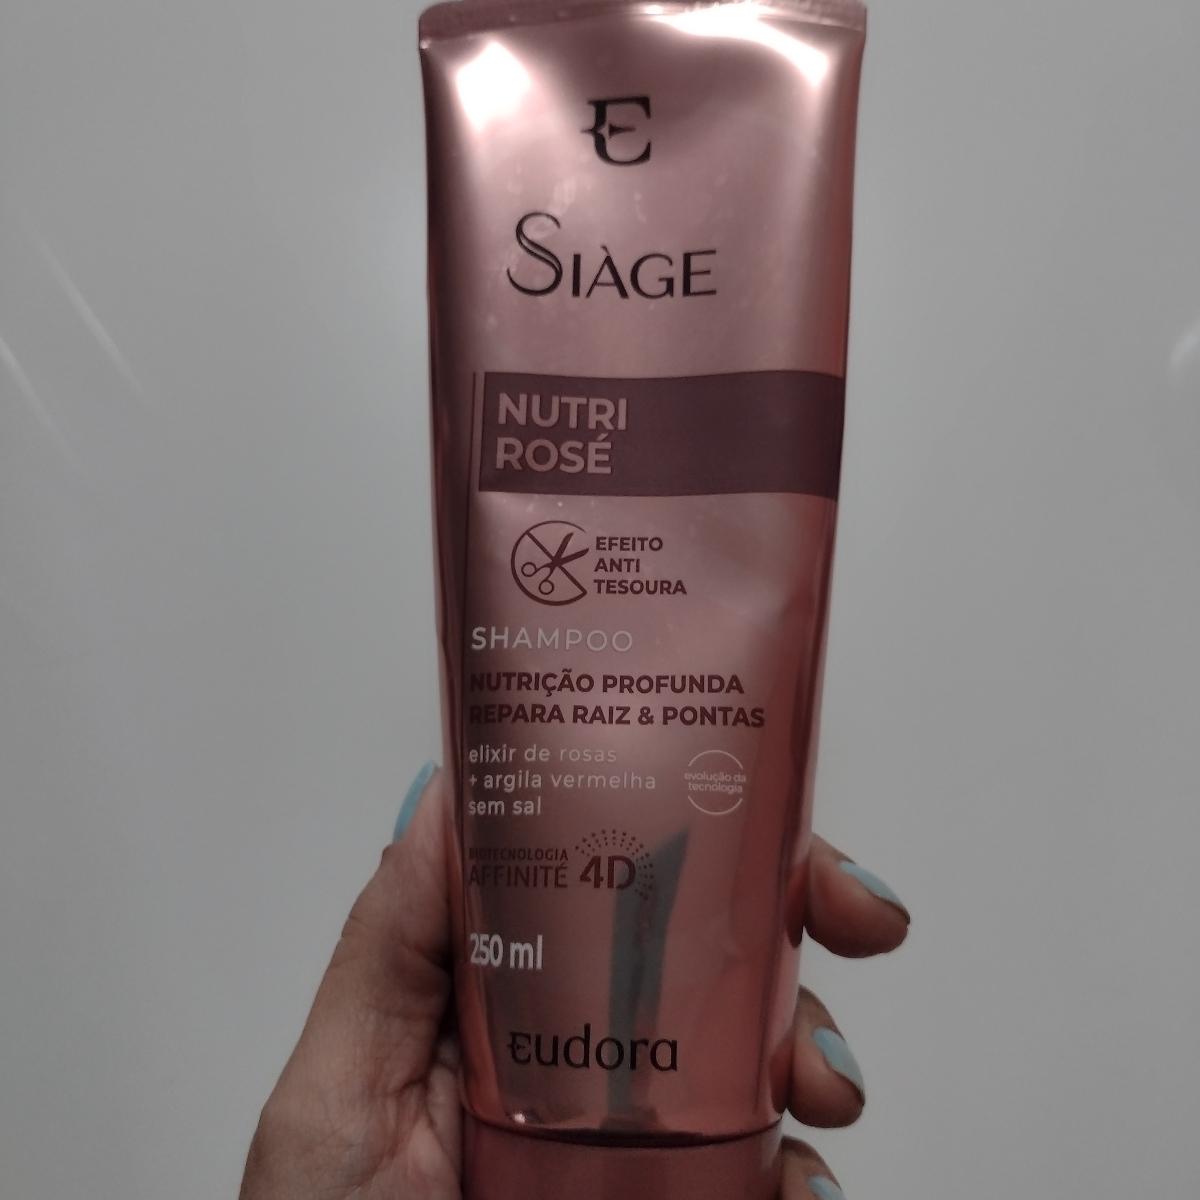 E
SIÀGE
NUTRI
ROSÉ
EFEITO
ANTI
TESOURA
SHAMPOO
NUTRIÇÃO PROFUNDA
REPARA RAIZ & PONTAS
elixir de rosas
+ argila vermelha
sem sal
evolução da
tecnologia
BIOTECNOLOGIA
AFFINITÉ 4D
250 ml
eudora